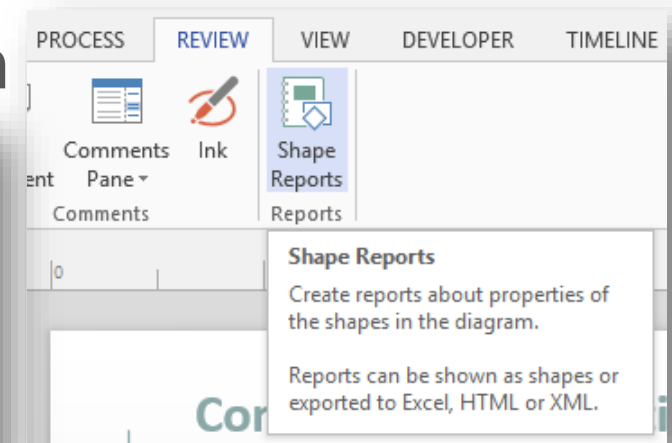 PROCESS REVIEW VIEW DEVELOPER TIMELINE
Comments Ink Shape
Pane Reports
Comments Reports
0
Shape Reports
Create reports about properties of
the shapes in the diagram.
Reports can be shown as shapes or
exported to Excel, HTML or XML.